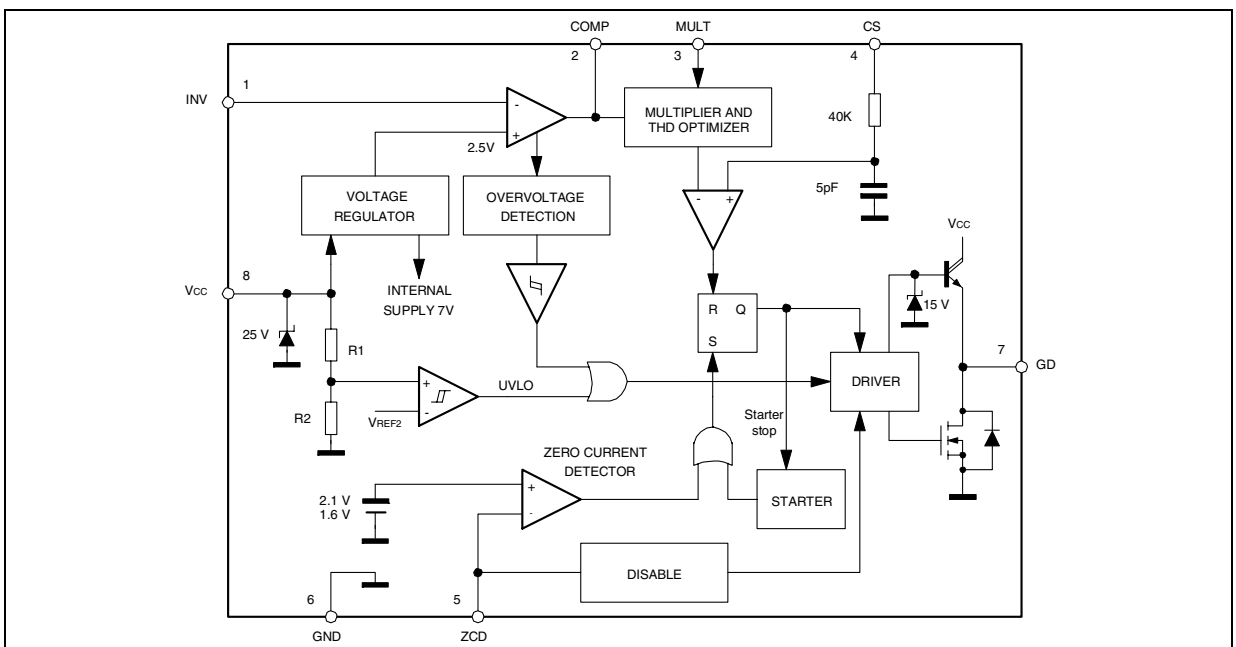 COMP
MULT
CS
2
3
4
1
INV
-
+
2.5V
MULTIPLIER AND
THD OPTIMIZER
40K
5pF
VOLTAGE
REGULATOR
OVERVOLTAGE
DETECTION
-
+
VCC
8
VCC
INTERNAL
SUPPLY 7V
25 V
R1
R2
R
Q
S
15 V
7
GD
DRIVER
+
-
UVLO
VREF2
Starter
stop
ZERO CURRENT
DETECTOR
2.1 V
1.6 V
+
-
STARTER
DISABLE
6
5
GND
ZCD